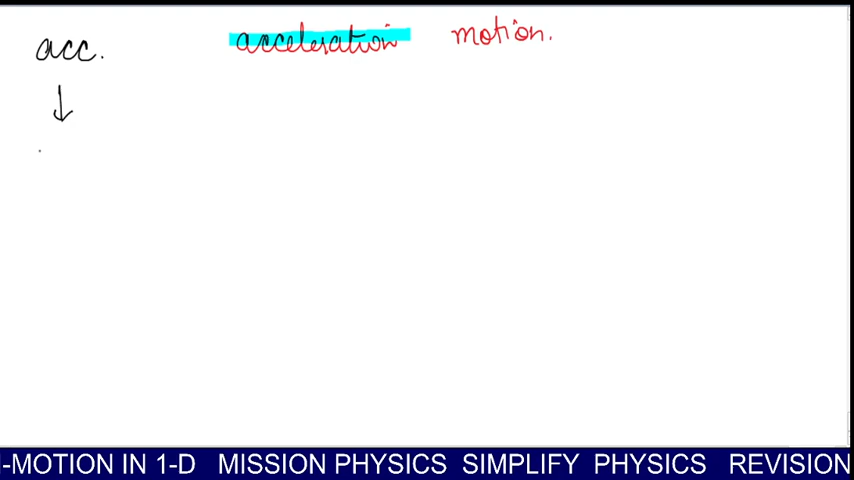 acceleration motion.
acc.
↓
I-MOTION IN 1-D MISSION PHYSICS SIMPLIFY PHYSICS REVISION